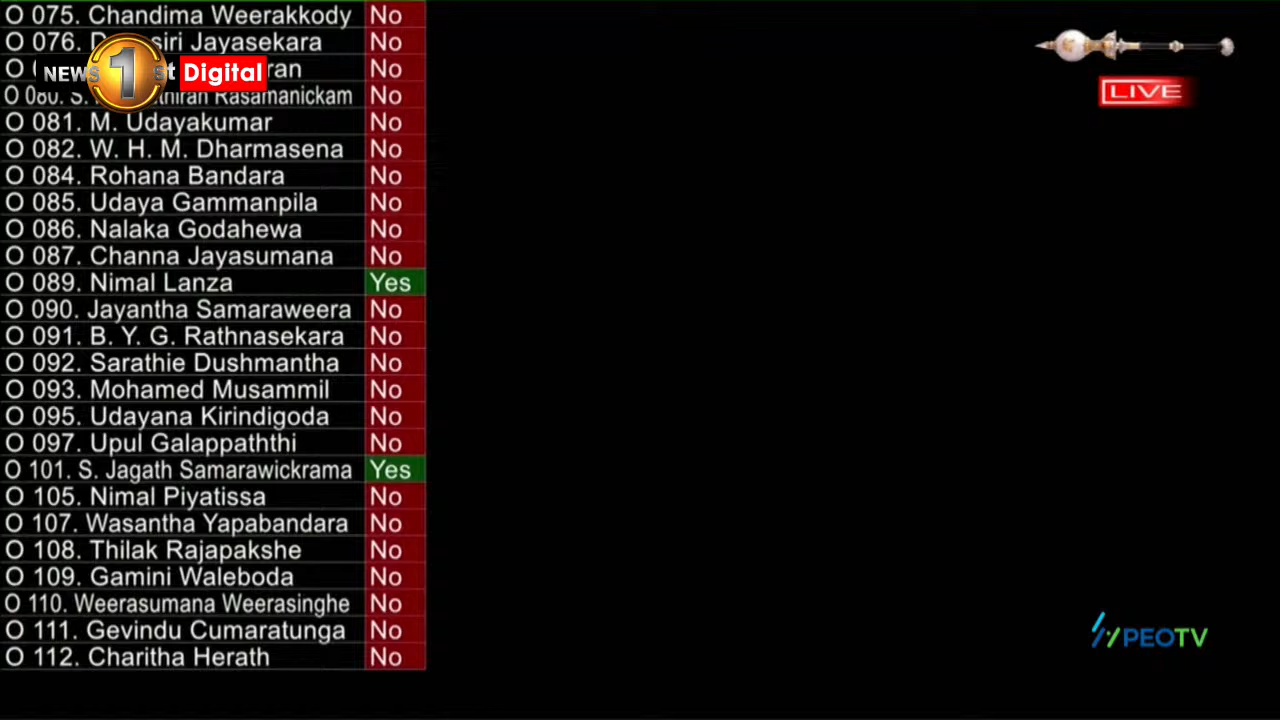 O 075. Chandima Weerakkody No
O 076. siri Jayasekara No
O No
O 080. S. Rasamanickam No
O 081. M. Udayakumar No
O 082. W. H. M. Dharmasena No
O 084. Rohana Bandara No
O 085. Udaya Gammanpila No
O 086. Nalaka Godahewa No
O 087. Channa Jayasumana No
O 089. Nimal Lanza Yes
O 090. Jayantha Samaraweera No
O 091. B. Y. G. Rathnasekara No
O 092. Sarathie Dushmantha No
O 093. Mohamed Musammil No
O 095. Udayana Kirindigoda No
O 097. Upul Galappaththi No
O 101. S. Jagath Samarawickrama Yes
O 105. Nimal Piyatissa No
O 107. Wasantha Yapabandara No
O 108. Thilak Rajapakshe No
O 109. Gamini Waleboda No
O 110. Weerasumana Weerasinghe No
O 111. Gevindu Cumaratunga No
O 112. Charitha Herath No
NEWS 1st Digital
LIVE
PEOTV